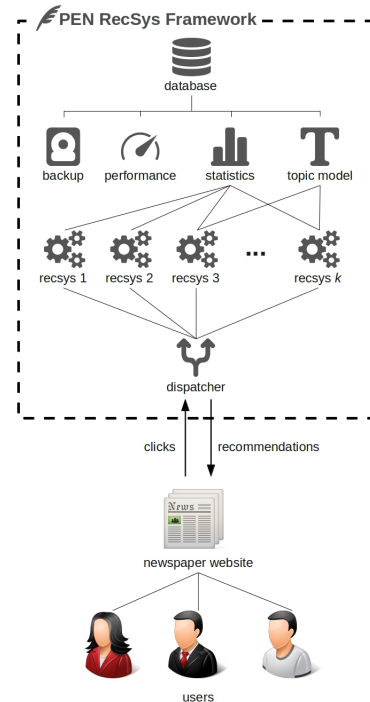 PEN RecSys Framework
database
backup performance statistics topic model
recsys 1 recsys 2 recsys 3 ... recsys k
dispatcher
clicks recommendations
News
newspaper website
users